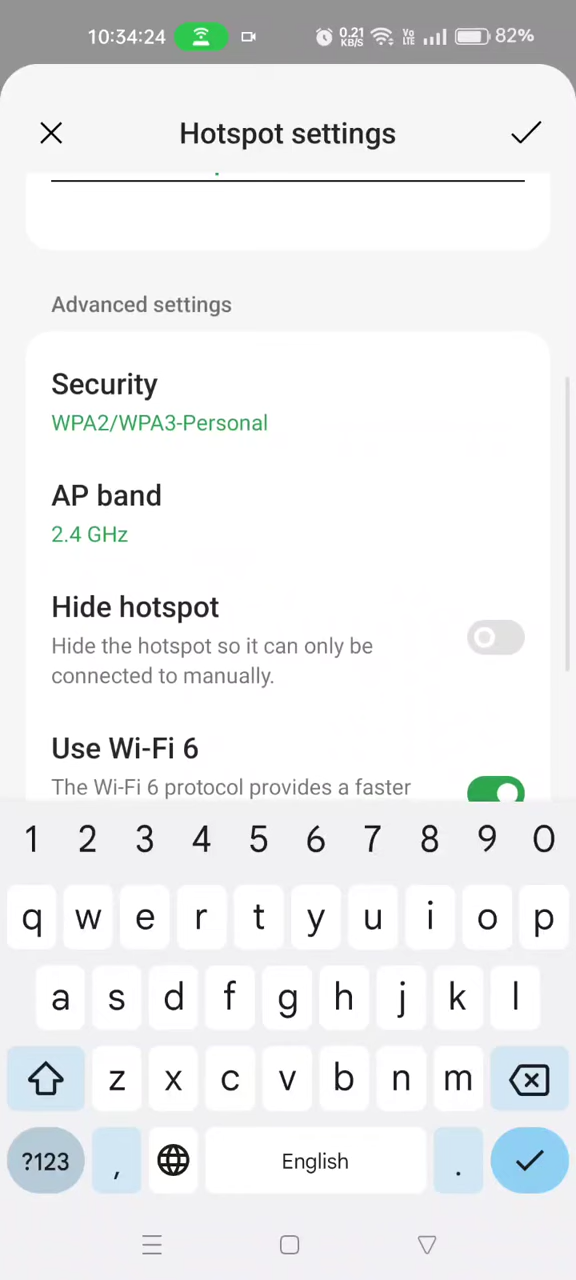 10:34:24 0.21 KB/S Vo LTE 82%
Hotspot settings
Advanced settings
Security
WPA2/WPA3-Personal
AP band
2.4 GHz
Hide hotspot
Hide the hotspot so it can only be
connected to manually.
Use Wi-Fi 6
The Wi-Fi 6 protocol provides a faster
1 2 3 4 5 6 7 8 9 0
q w e r t y u i o p
a s d f g h j k l
z x c v b n m
?123 , English .